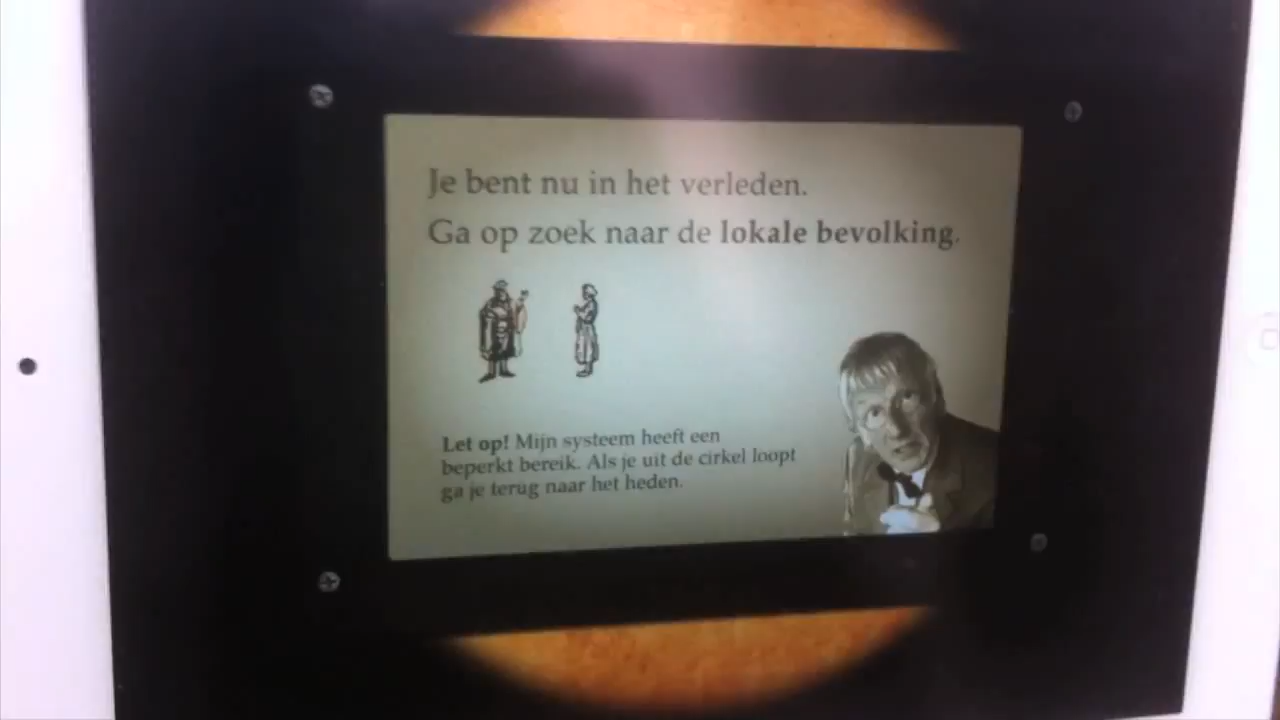 Je bent nu in het verleden.
Ga op zoek naar de lokale bevolking.
Let op! Mijn systeem heeft een
beperkt bereik. Als je uit de cirkel loopt
ga je terug naar het heden.